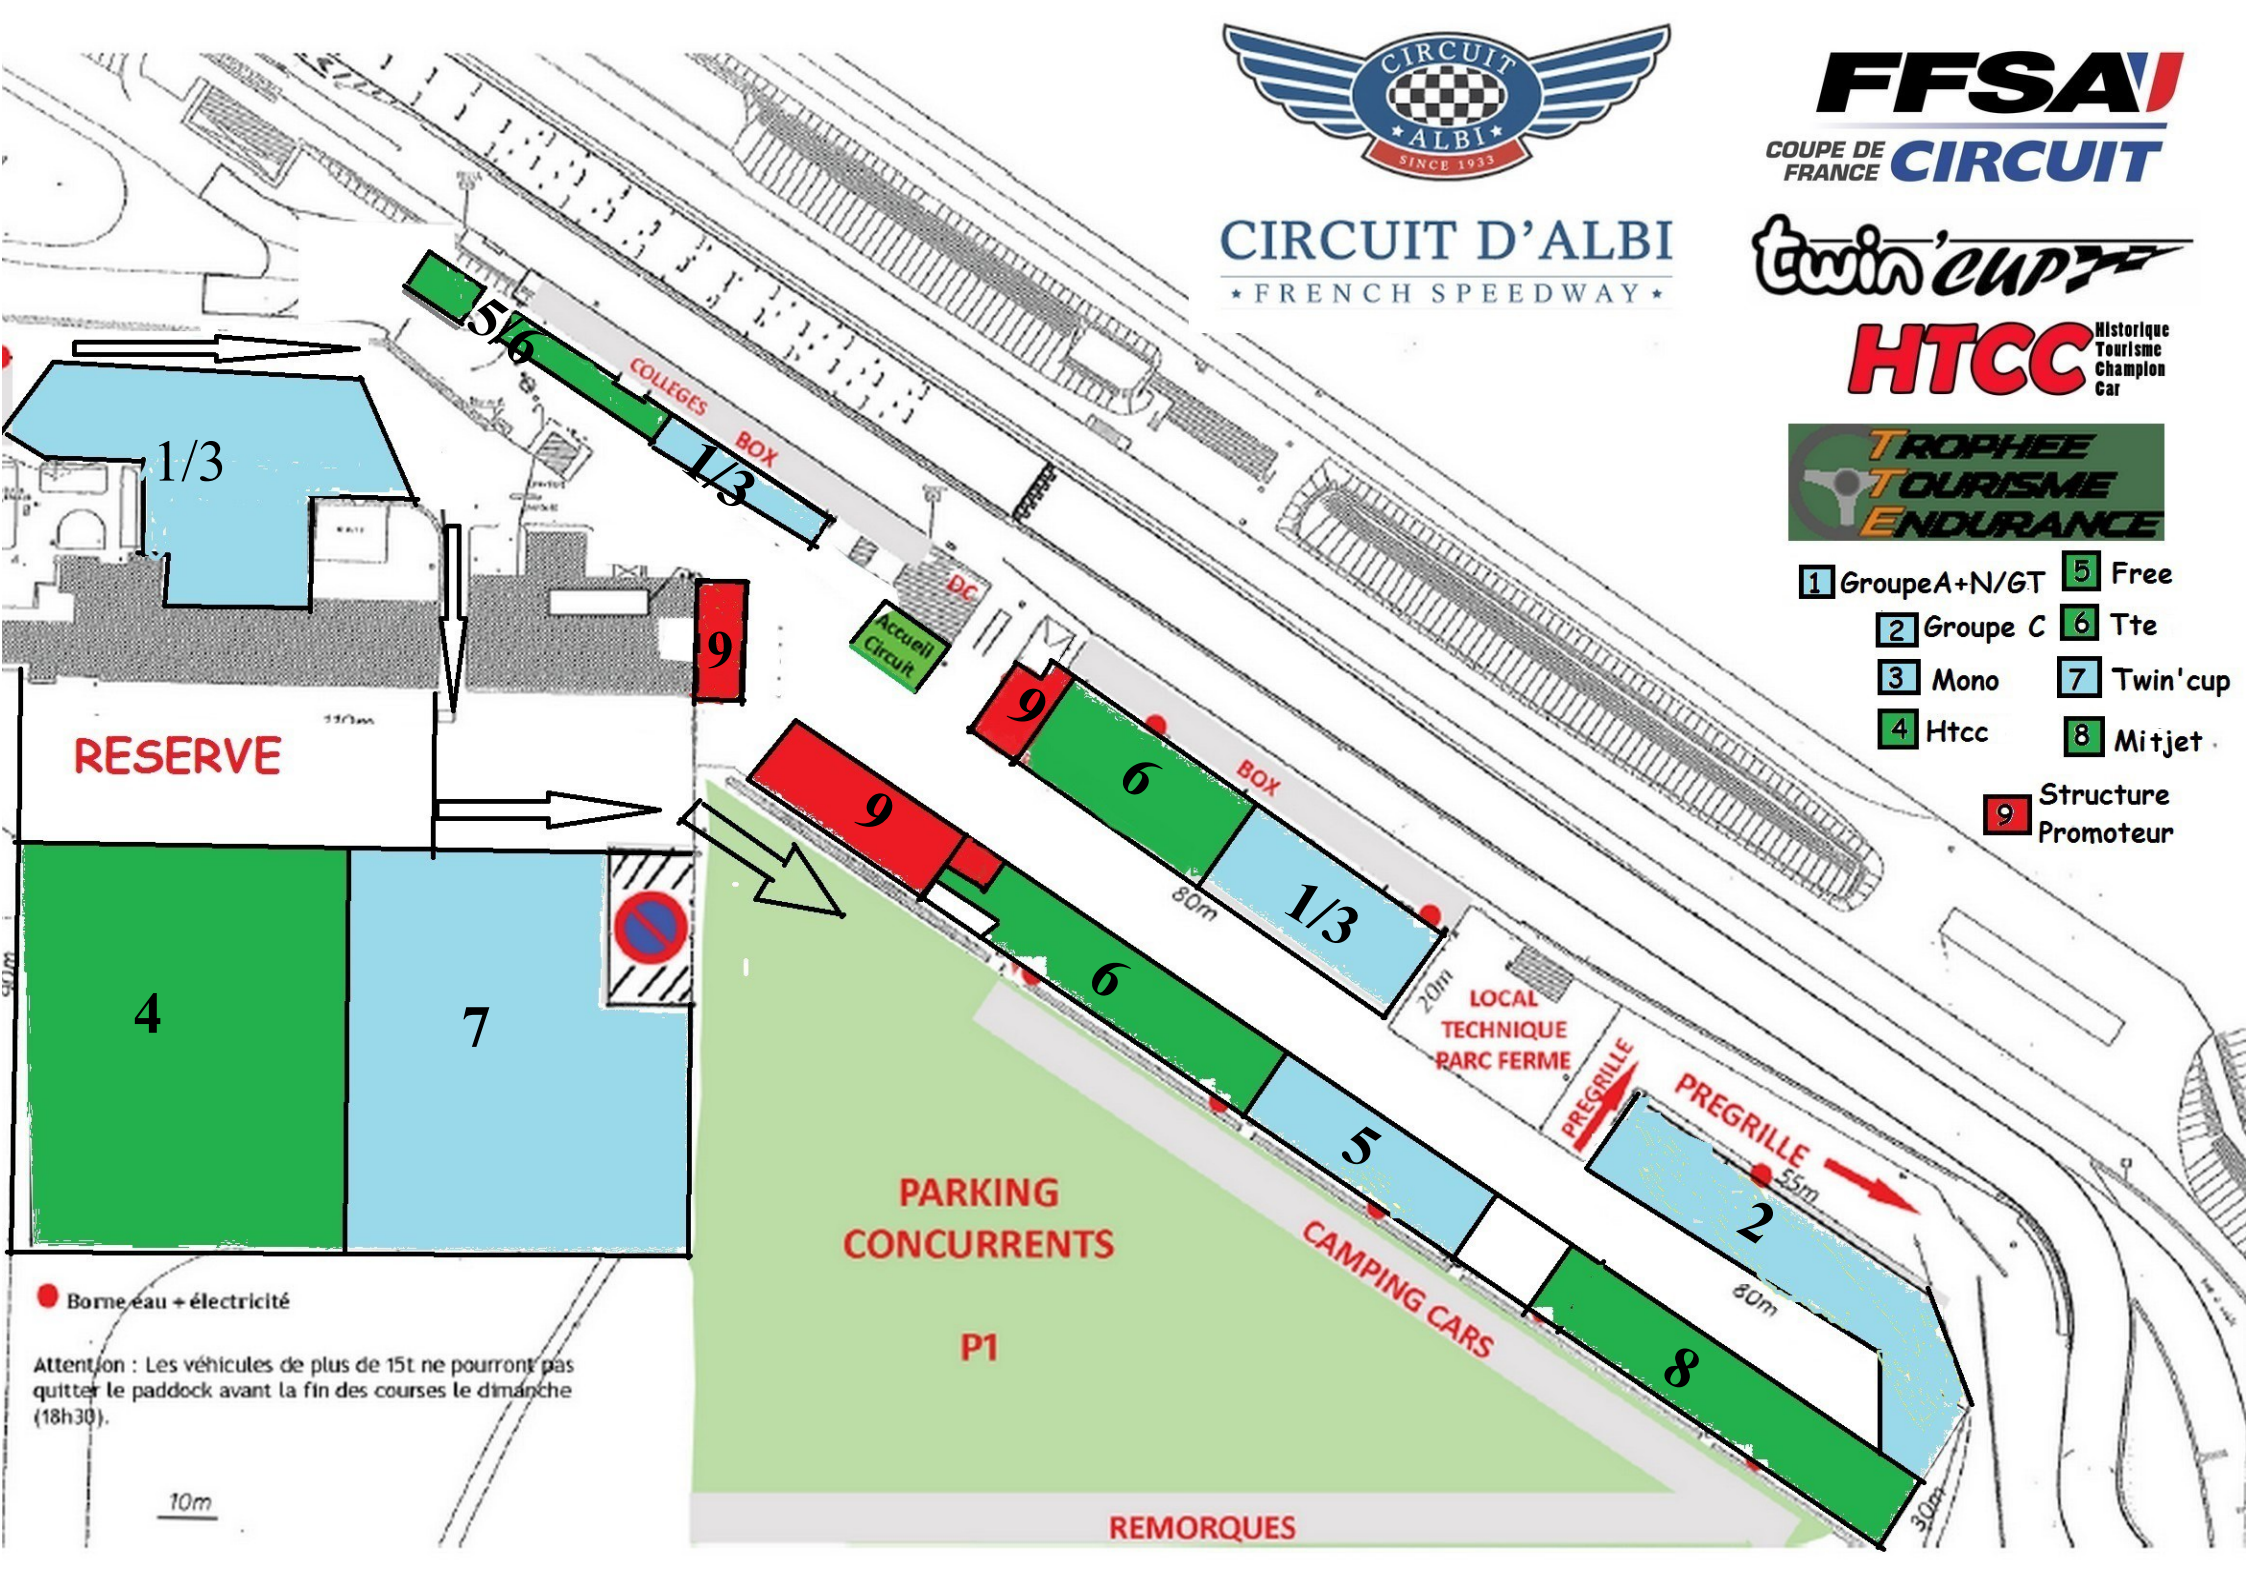 CIRCUIT
ALBI
SINCE 1933
CIRCUIT D'ALBI
FRENCH SPEEDWAY
FFSA
COUPE DE
FRANCE
CIRCUIT
twin'cup
HTCC
Historique
Tourisme
Champion
Car
TROPHEE
TOURISME
ENDURANCE
1 GroupeA+N/GT
5 Free
2 Groupe C
6 Tte
3 Mono
7 Twin'cup
4 Htcc
8 Mitjet
9 Structure
Promoteur
5/6
COLLEGES
BOX
1/3
1/3
DC
Accueil
Circuit
9
9
110m
RESERVE
6
BOX
9
1/3
80m
20m
6
LOCAL
TECHNIQUE
PARC FERME
PREGRILLE
PREGRILLE
55m
4
7
5
2
80m
PARKING
CONCURRENTS
P1
CAMPING CARS
8
30m
Borne eau + électricité
Attention : Les véhicules de plus de 15t ne pourront pas
quitter le paddock avant la fin des courses le dimanche
(18h30).
10m
REMORQUES